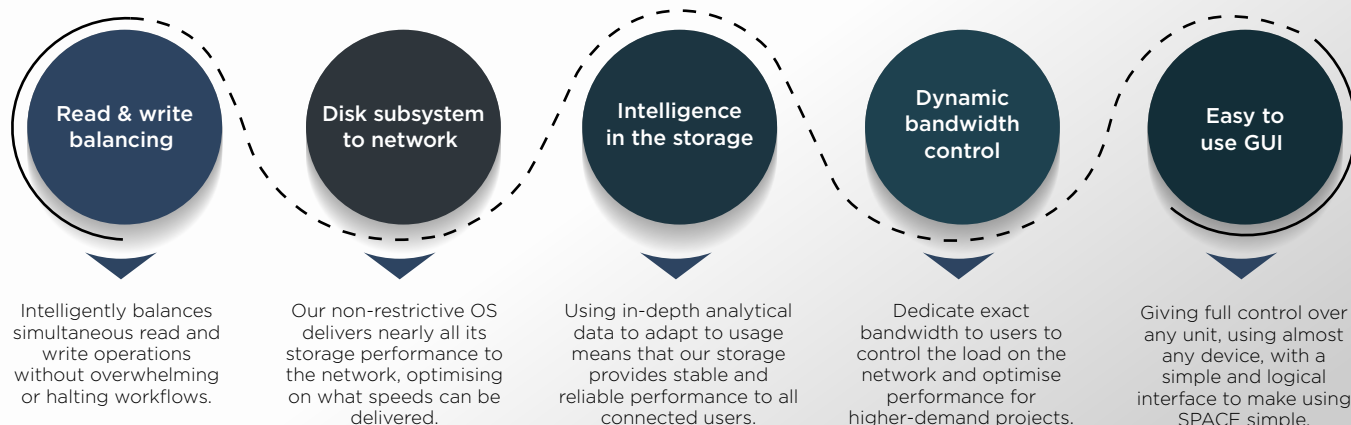 Read & write
balancing
Intelligently balances
simultaneous read and
write operations
without overwhelming
or halting workflows.
Disk subsystem
to network
Our non-restrictive OS
delivers nearly all its
storage performance to
the network, optimising
on what speeds can be
delivered.
Intelligence
in the storage
Using in-depth analytical
data to adapt to usage
means that our storage
provides stable and
reliable performance to all
connected users.
Dynamic
bandwidth
control
Dedicate exact
bandwidth to users to
control the load on the
network and optimise
performance for
higher-demand projects.
Easy to
use GUI
Giving full control over
any unit, using almost
any device, with a
simple and logical
interface to make using
SPACE simple.